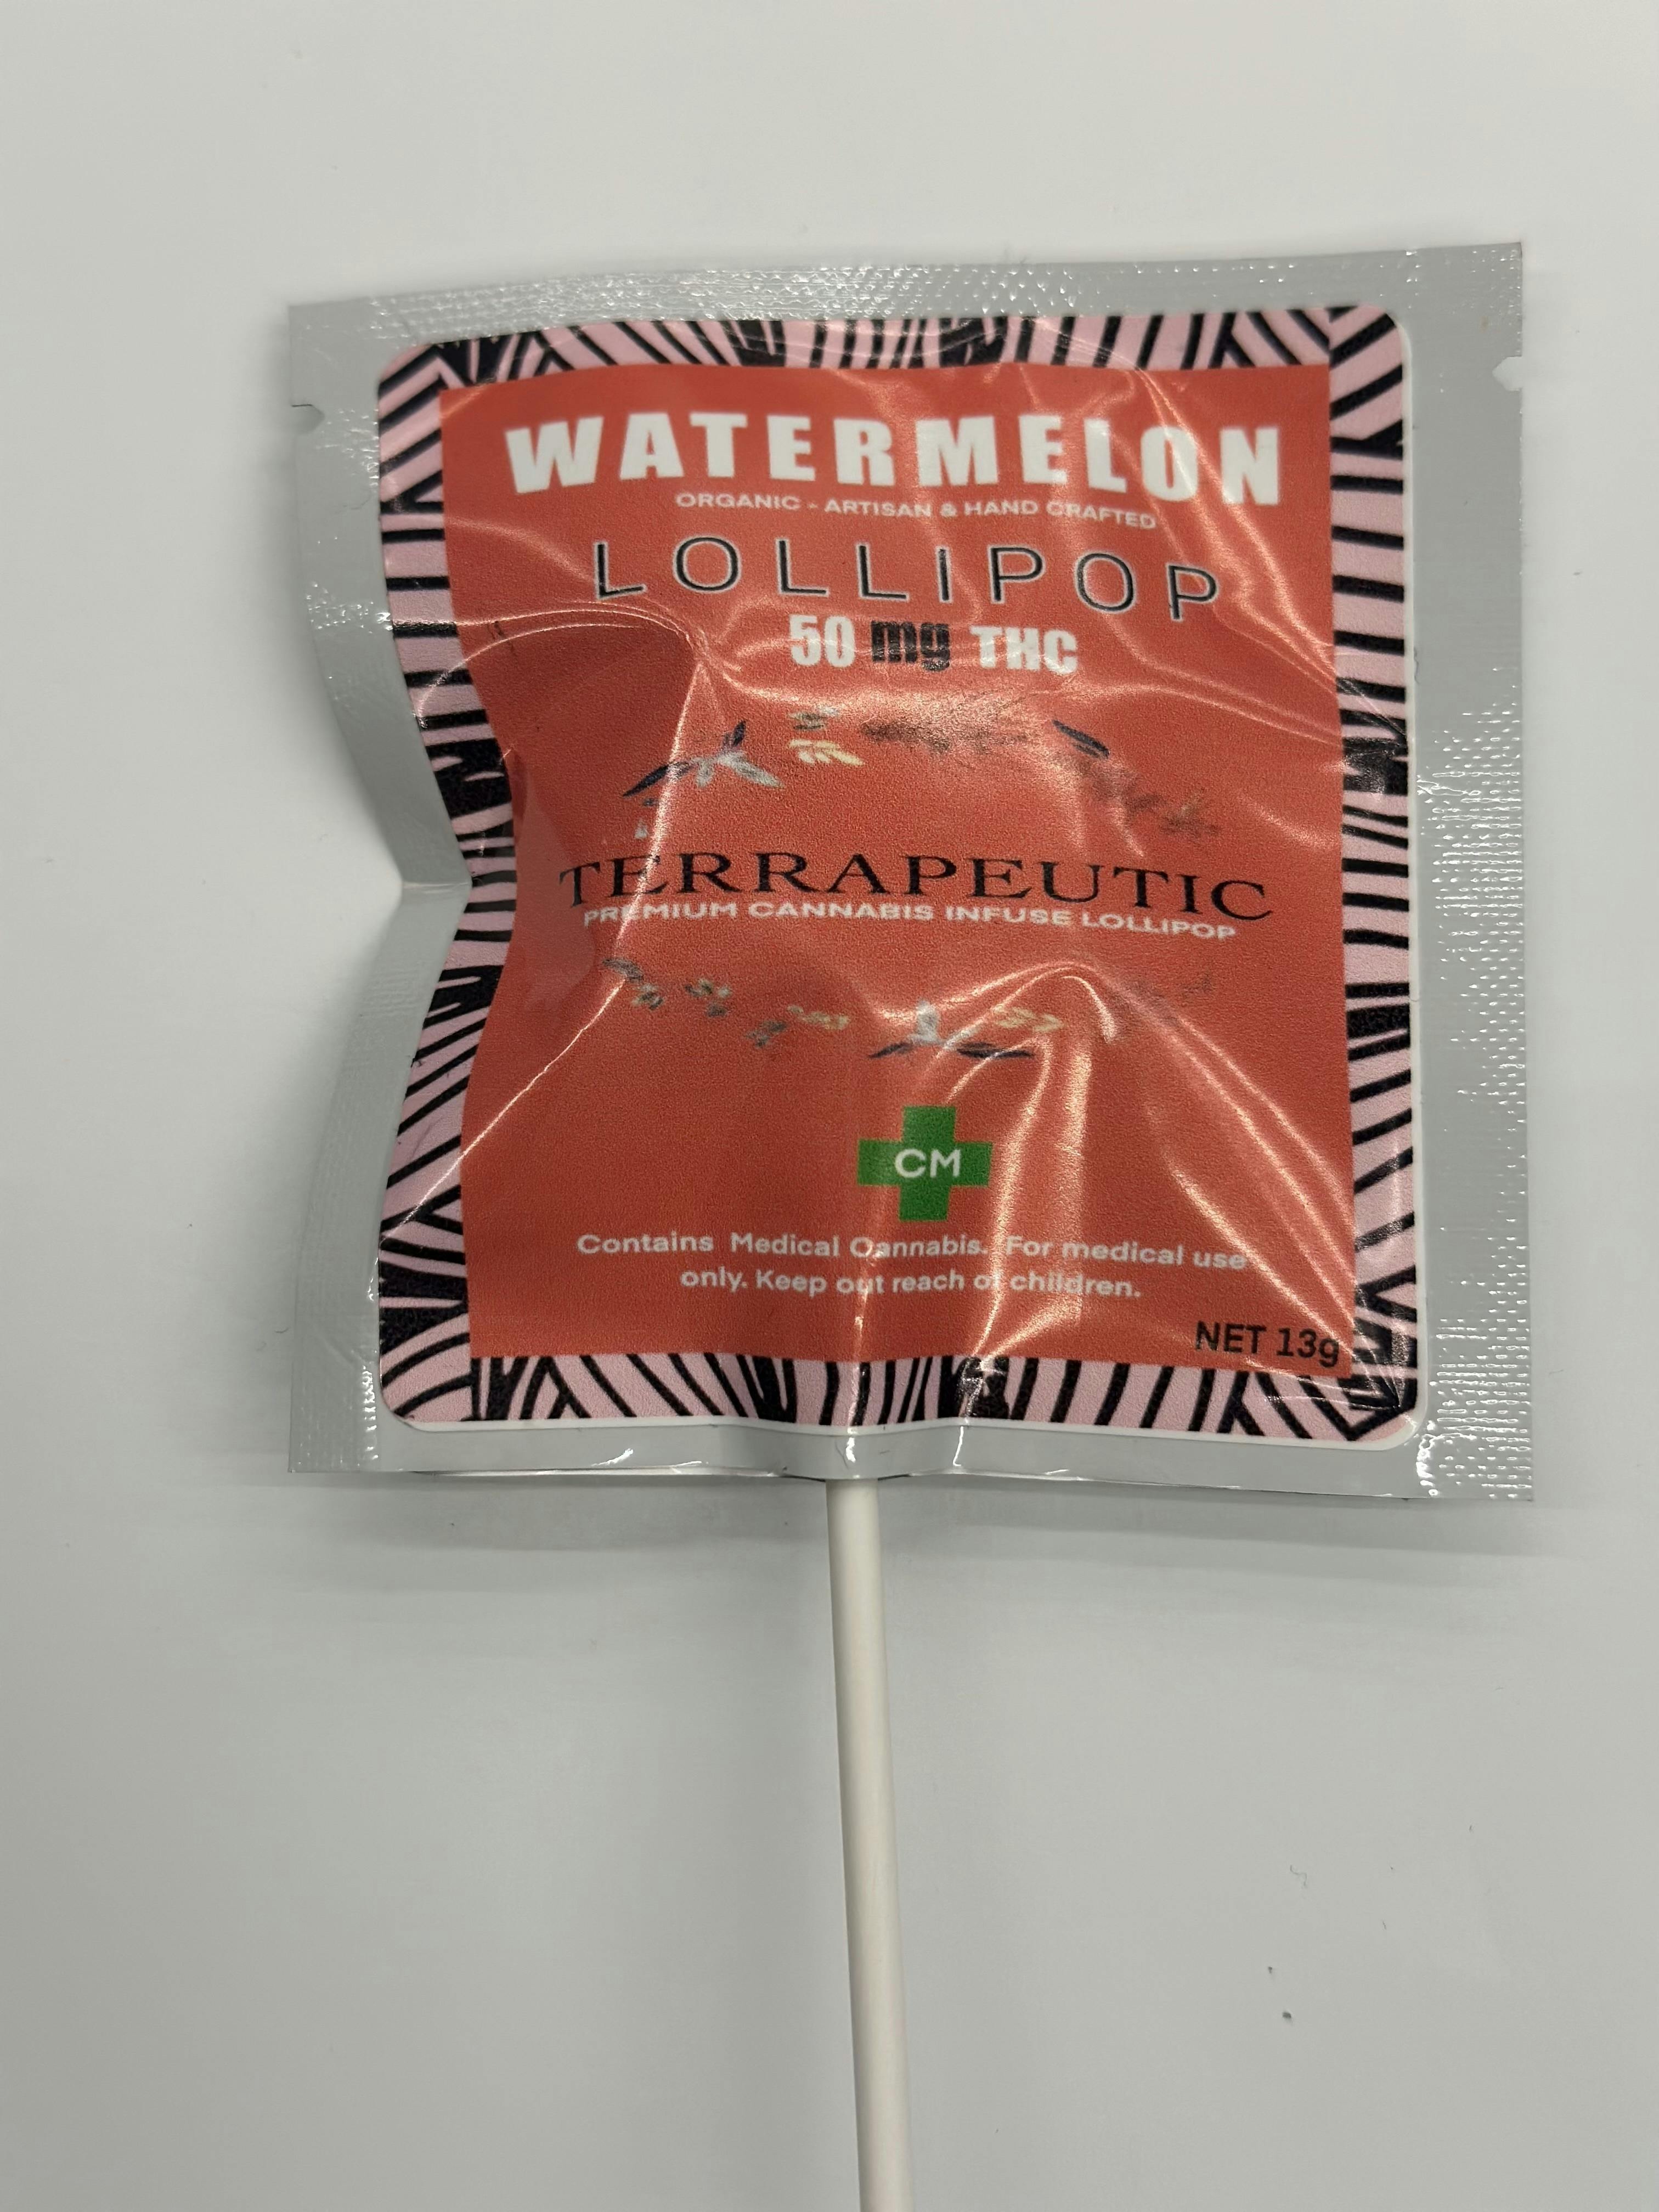 WATERMELON
ORGANIC - ARTISAN & HAND CRAFTED
LOLLIPOP
50 mg THC
TERRAPEUTIC
PREMIUM CANNABIS INFUSE LOLLIPOP
CM
Contains Medical Cannabis. For medical use
only. Keep out reach of children.
NET 13g